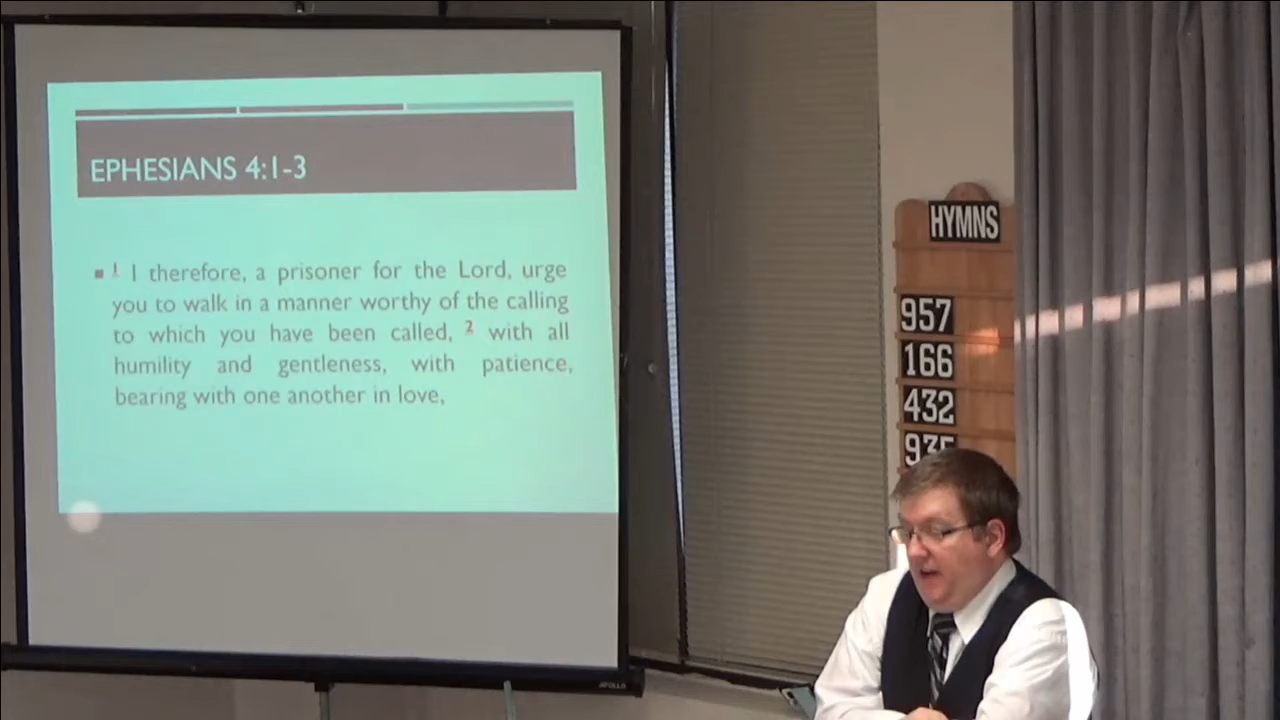 EPHESIANS 4:1-3
1 I therefore, a prisoner for the Lord, urge
you to walk in a manner worthy of the calling
to which you have been called, 2 with all
humility and gentleness, with patience,
bearing with one another in love,
HYMNS
957
166
432
935
APOLLO